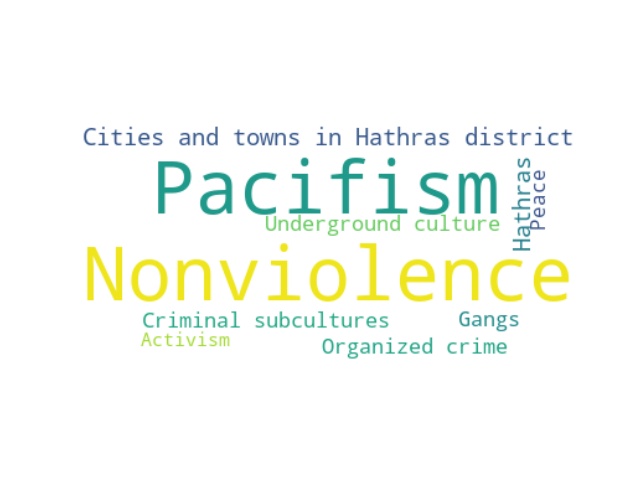 Cities and towns in Hathras district
Pacifism
Hathras
Peace
Underground culture
Nonviolence
Criminal subcultures
Gangs
Activism
Organized crime